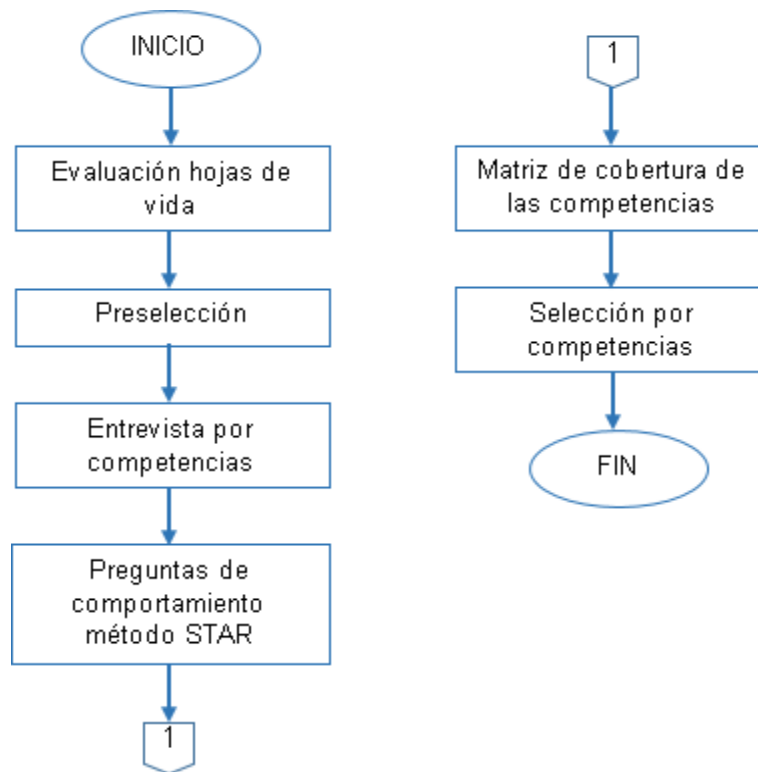 INICIO
Evaluación hojas de
vida
Preselección
Entrevista por
competencias
Preguntas de
comportamiento
método STAR
1
1
Matriz de cobertura de
las competencias
Selección por
competencias
FIN